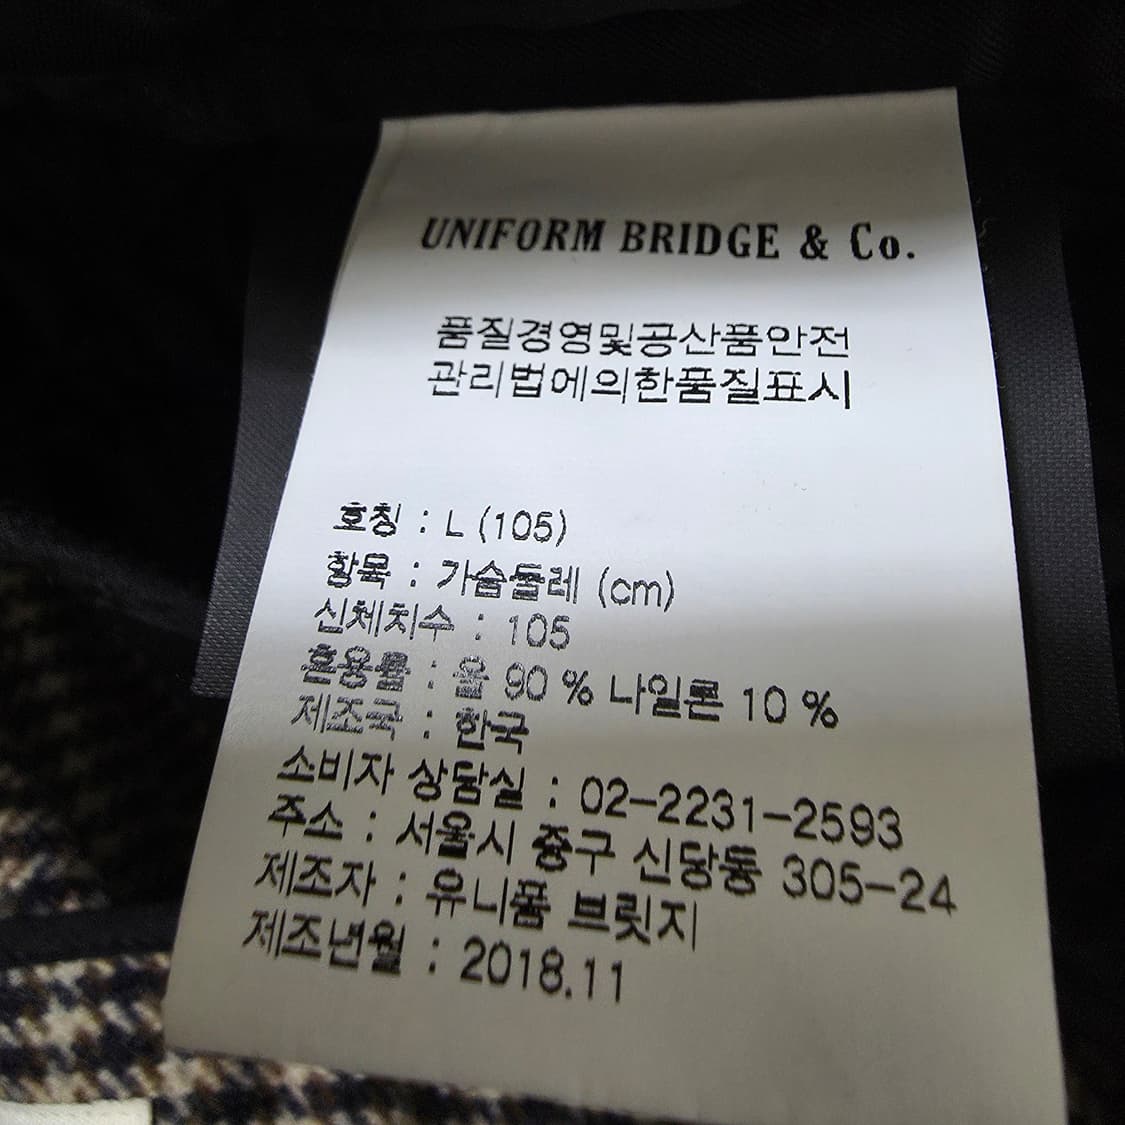 UNIFORM BRIDGE & Co.
품질경영및공산품안전
관리법에의한품질표시
호칭 : L (105)
항목 : 가슴둘레 (cm)
신체치수 : 105
혼용률 : 울 90 % 나일론 10 %
제조국 : 한국
소비자 상담실 : 02-2231-2593
주소 : 서울시 중구 신당동 305-24
제조자 : 유니폼 브릿지
제조년월 : 2018.11